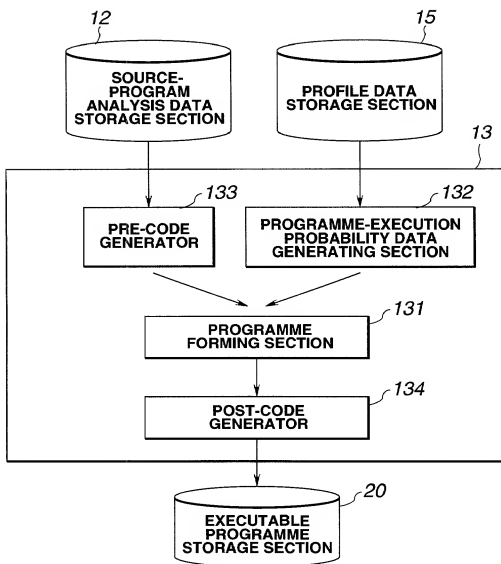 12
15
SOURCE-
PROGRAM
ANALYSIS DATA
STORAGE SECTION
PROFILE DATA
STORAGE SECTION
13
133
132
PRE-CODE
GENERATOR
PROGRAMME-EXECUTION
PROBABILITY DATA
GENERATING SECTION
131
PROGRAMME
FORMING SECTION
134
POST-CODE
GENERATOR
20
EXECUTABLE
PROGRAMME
STORAGE SECTION